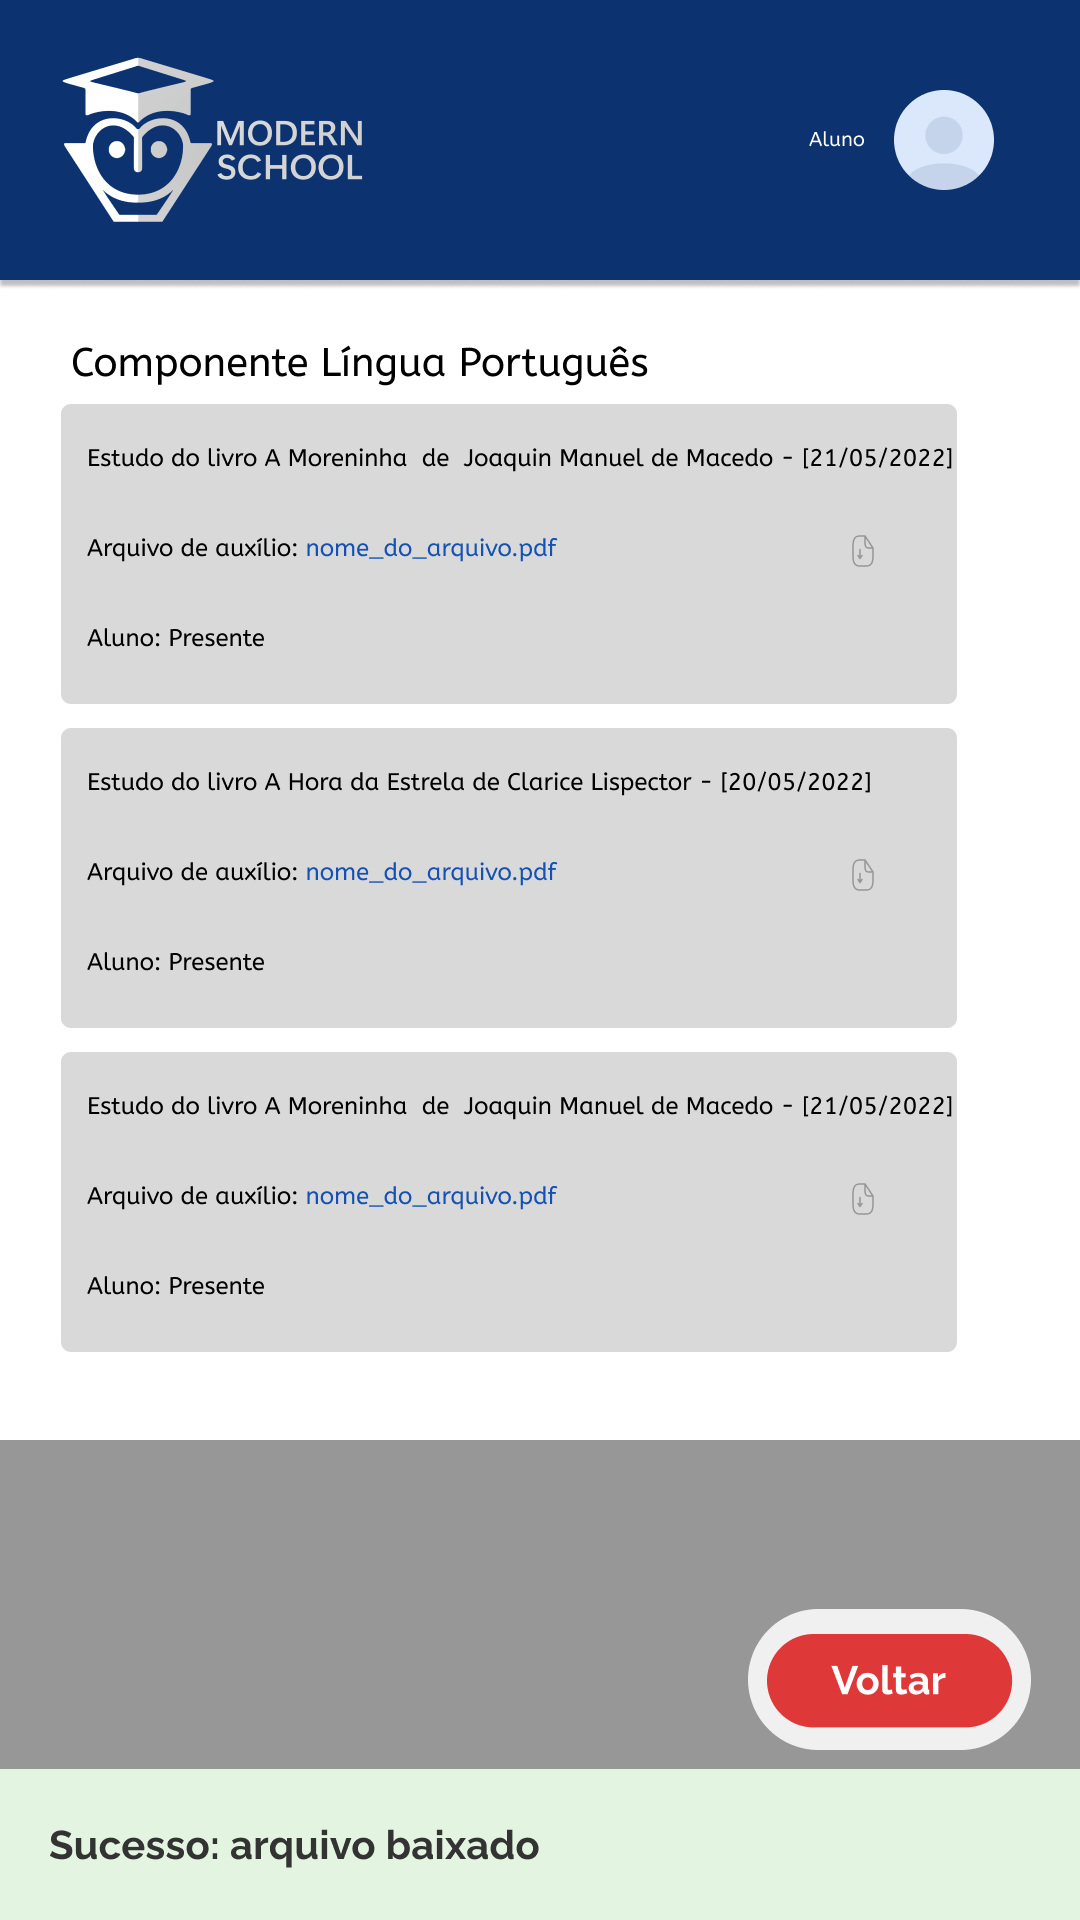 MODERN
SCHOOL
Aluno
Componente Língua Português
Estudo do livro A Moreninha  de  Joaquin Manuel de Macedo - [21/05/2022]
Arquivo de auxílio: nome_do_arquivo.pdf
Aluno: Presente
Estudo do livro A Hora da Estrela de Clarice Lispector - [20/05/2022]
Arquivo de auxílio: nome_do_arquivo.pdf
Aluno: Presente
Estudo do livro A Moreninha  de  Joaquin Manuel de Macedo - [21/05/2022]
Arquivo de auxílio: nome_do_arquivo.pdf
Aluno: Presente
Voltar
Sucesso: arquivo baixado